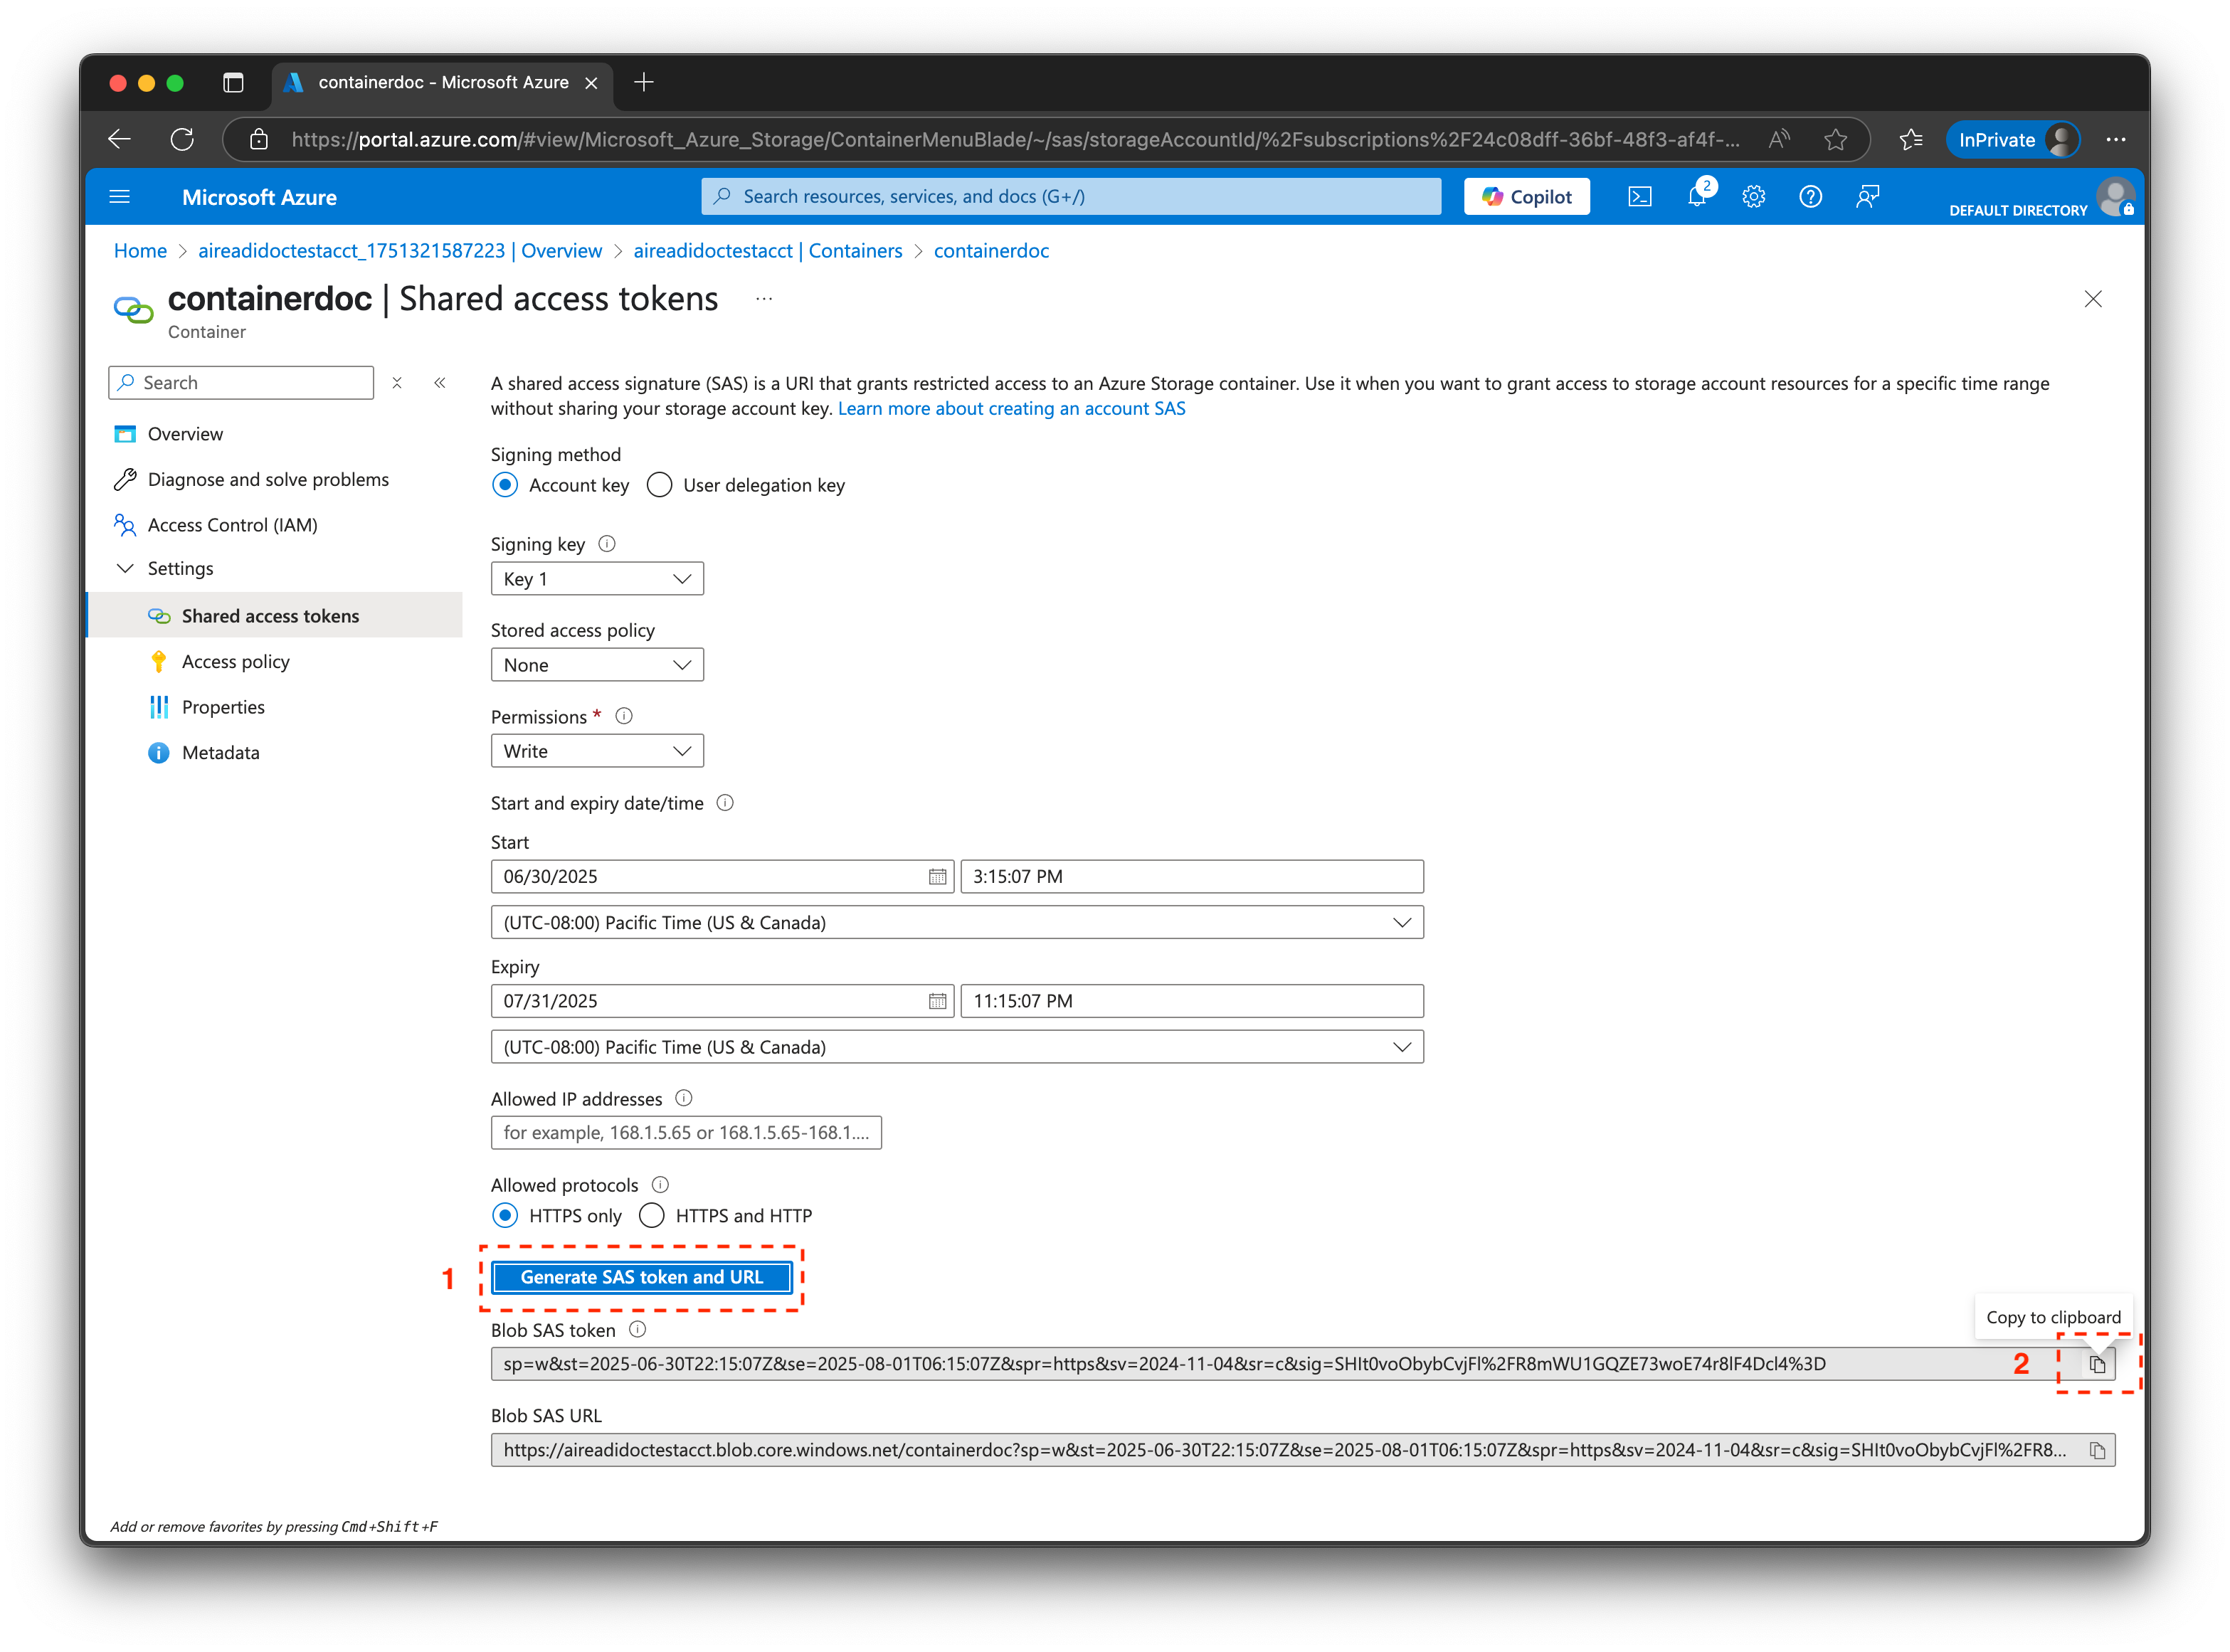 containerdoc - Microsoft Azure
https://portal.azure.com/#view/Microsoft_Azure_Storage/ContainerMenuBlade/~/sas/storageAccountId/%2Fsubscriptions%2F24c08dff-36bf-48f3-af4f-...
InPrivate
Microsoft Azure
Search resources, services, and docs (G+/)
Copilot
2
DEFAULT DIRECTORY
Home > aireadidoctestacct_1751321587223 | Overview > aireadidoctestacct | Containers > containerdoc
containerdoc | Shared access tokens ...
Container
Search
Overview
Diagnose and solve problems
Access Control (IAM)
Settings
Shared access tokens
Access policy
Properties
Metadata
A shared access signature (SAS) is a URI that grants restricted access to an Azure Storage container. Use it when you want to grant access to storage account resources for a specific time range
without sharing your storage account key. Learn more about creating an account SAS
Signing method
Account key User delegation key
Signing key
Key 1
Stored access policy
None
Permissions *
Write
Start and expiry date/time
Start
06/30/2025 3:15:07 PM
(UTC-08:00) Pacific Time (US & Canada)
Expiry
07/31/2025 11:15:07 PM
(UTC-08:00) Pacific Time (US & Canada)
Allowed IP addresses
for example, 168.1.5.65 or 168.1.5.65-168.1....
Allowed protocols
HTTPS only HTTPS and HTTP
1 Generate SAS token and URL
Copy to clipboard
Blob SAS token
sp=w&st=2025-06-30T22:15:07Z&se=2025-08-01T06:15:07Z&spr=https&sv=2024-11-04&sr=c&sig=SHIt0voObybCvjFl%2FR8mWU1GQZE73woE74r8lF4Dcl4%3D 2
Blob SAS URL
https://aireadidoctestacct.blob.core.windows.net/containerdoc?sp=w&st=2025-06-30T22:15:07Z&se=2025-08-01T06:15:07Z&spr=https&sv=2024-11-04&sr=c&sig=SHIt0voObybCvjFl%2FR8...
Add or remove favorites by pressing Cmd+Shift+F